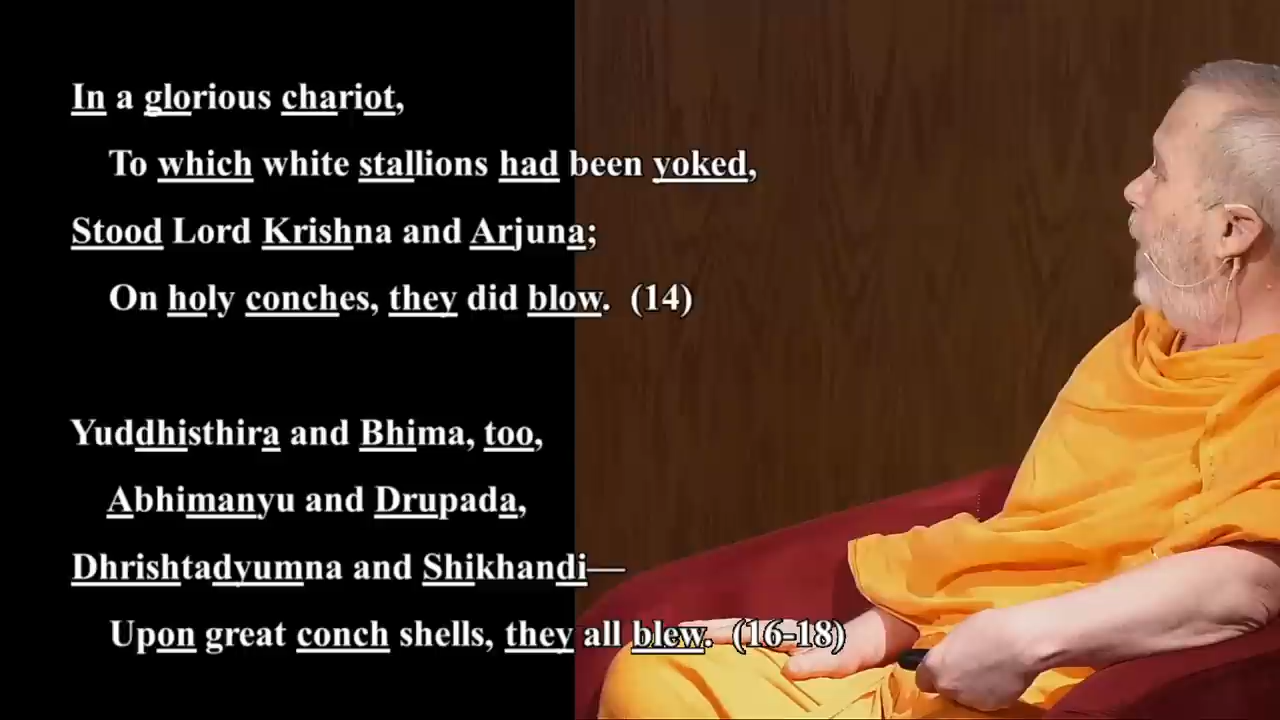 In a glorious chariot,
To which white stallions had been yoked,
Stood Lord Krishna and Arjuna;
On holy conches, they did blow. (14)
Yuddhisthira and Bhima, too,
Abhimanyu and Drupada,
Dhrishtadyumna and Shikhandi—
Upon great conch shells, they all blew. (16-18)